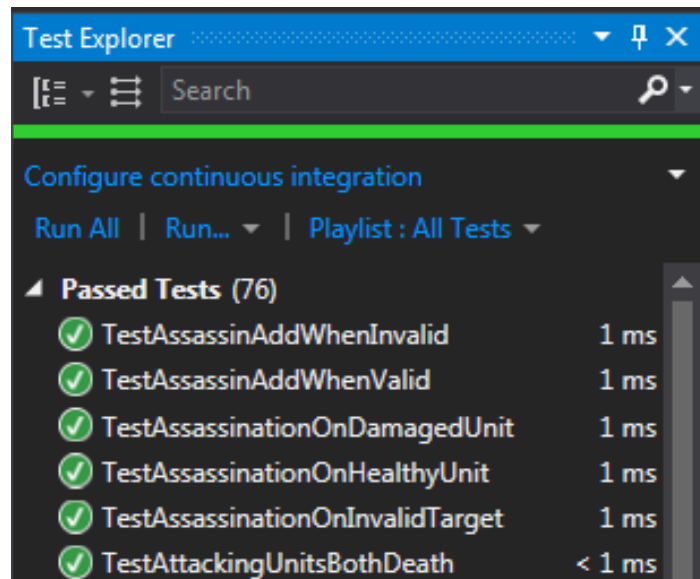 Test Explorer
Search
Configure continuous integration
Run All | Run... | Playlist : All Tests
Passed Tests (76)
TestAssassinAddWhenInvalid 1 ms
TestAssassinAddWhenValid 1 ms
TestAssassinationOnDamagedUnit 1 ms
TestAssassinationOnHealthyUnit 1 ms
TestAssassinationOnInvalidTarget 1 ms
TestAttackingUnitsBothDeath < 1 ms